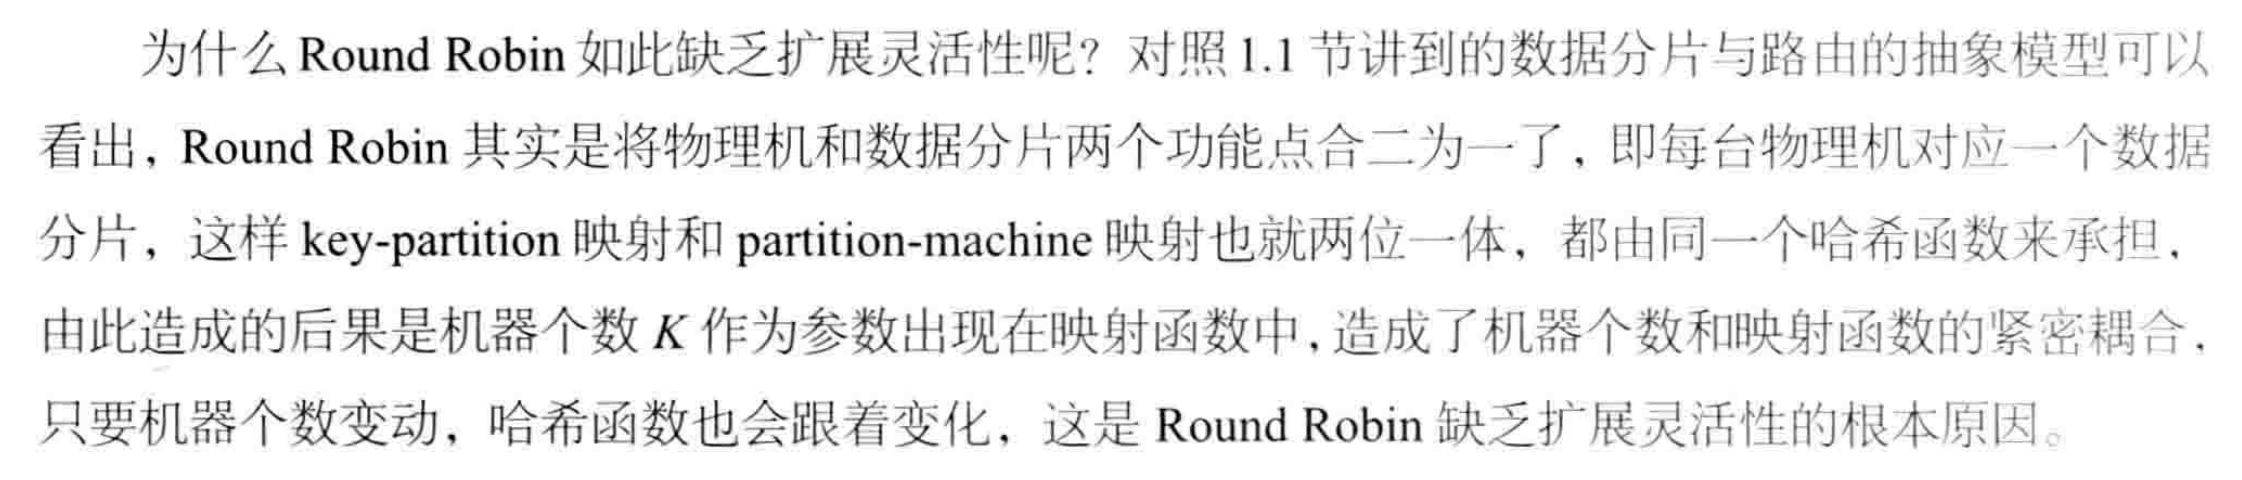 为什么 Round Robin 如此缺乏扩展灵活性呢？对照 1.1 节讲到的数据分片与路由的抽象模型可以
看出，Round Robin 其实是将物理机和数据分片两个功能点合二为一了，即每台物理机对应一个数据
分片，这样 key-partition 映射和 partition-machine 映射也就两位一体，都由同一个哈希函数来承担，
由此造成的后果是机器个数 K 作为参数出现在映射函数中，造成了机器个数和映射函数的紧密耦合，
只要机器个数变动，哈希函数也会跟着变化，这是 Round Robin 缺乏扩展灵活性的根本原因。